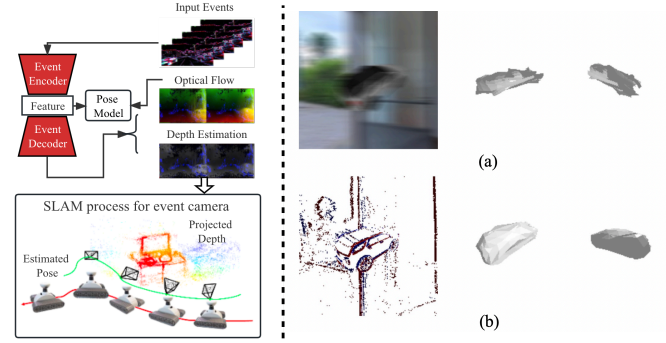 Input Events
Event
Encoder
Feature
Pose
Model
Optical Flow
Event
Decoder
Depth Estimation
SLAM process for event camera
Projected
Depth
Estimated
Pose
(a)
(b)